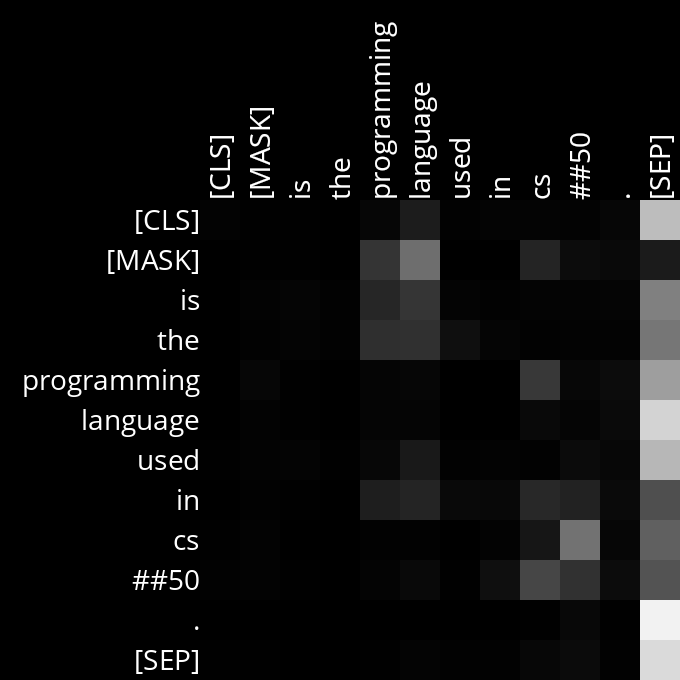 [CLS]
[MASK]
is
the
programming
language
used
in
cs
##50
.
[SEP]
[CLS]
[MASK]
is
the
programming
language
used
in
cs
##50
.
[SEP]